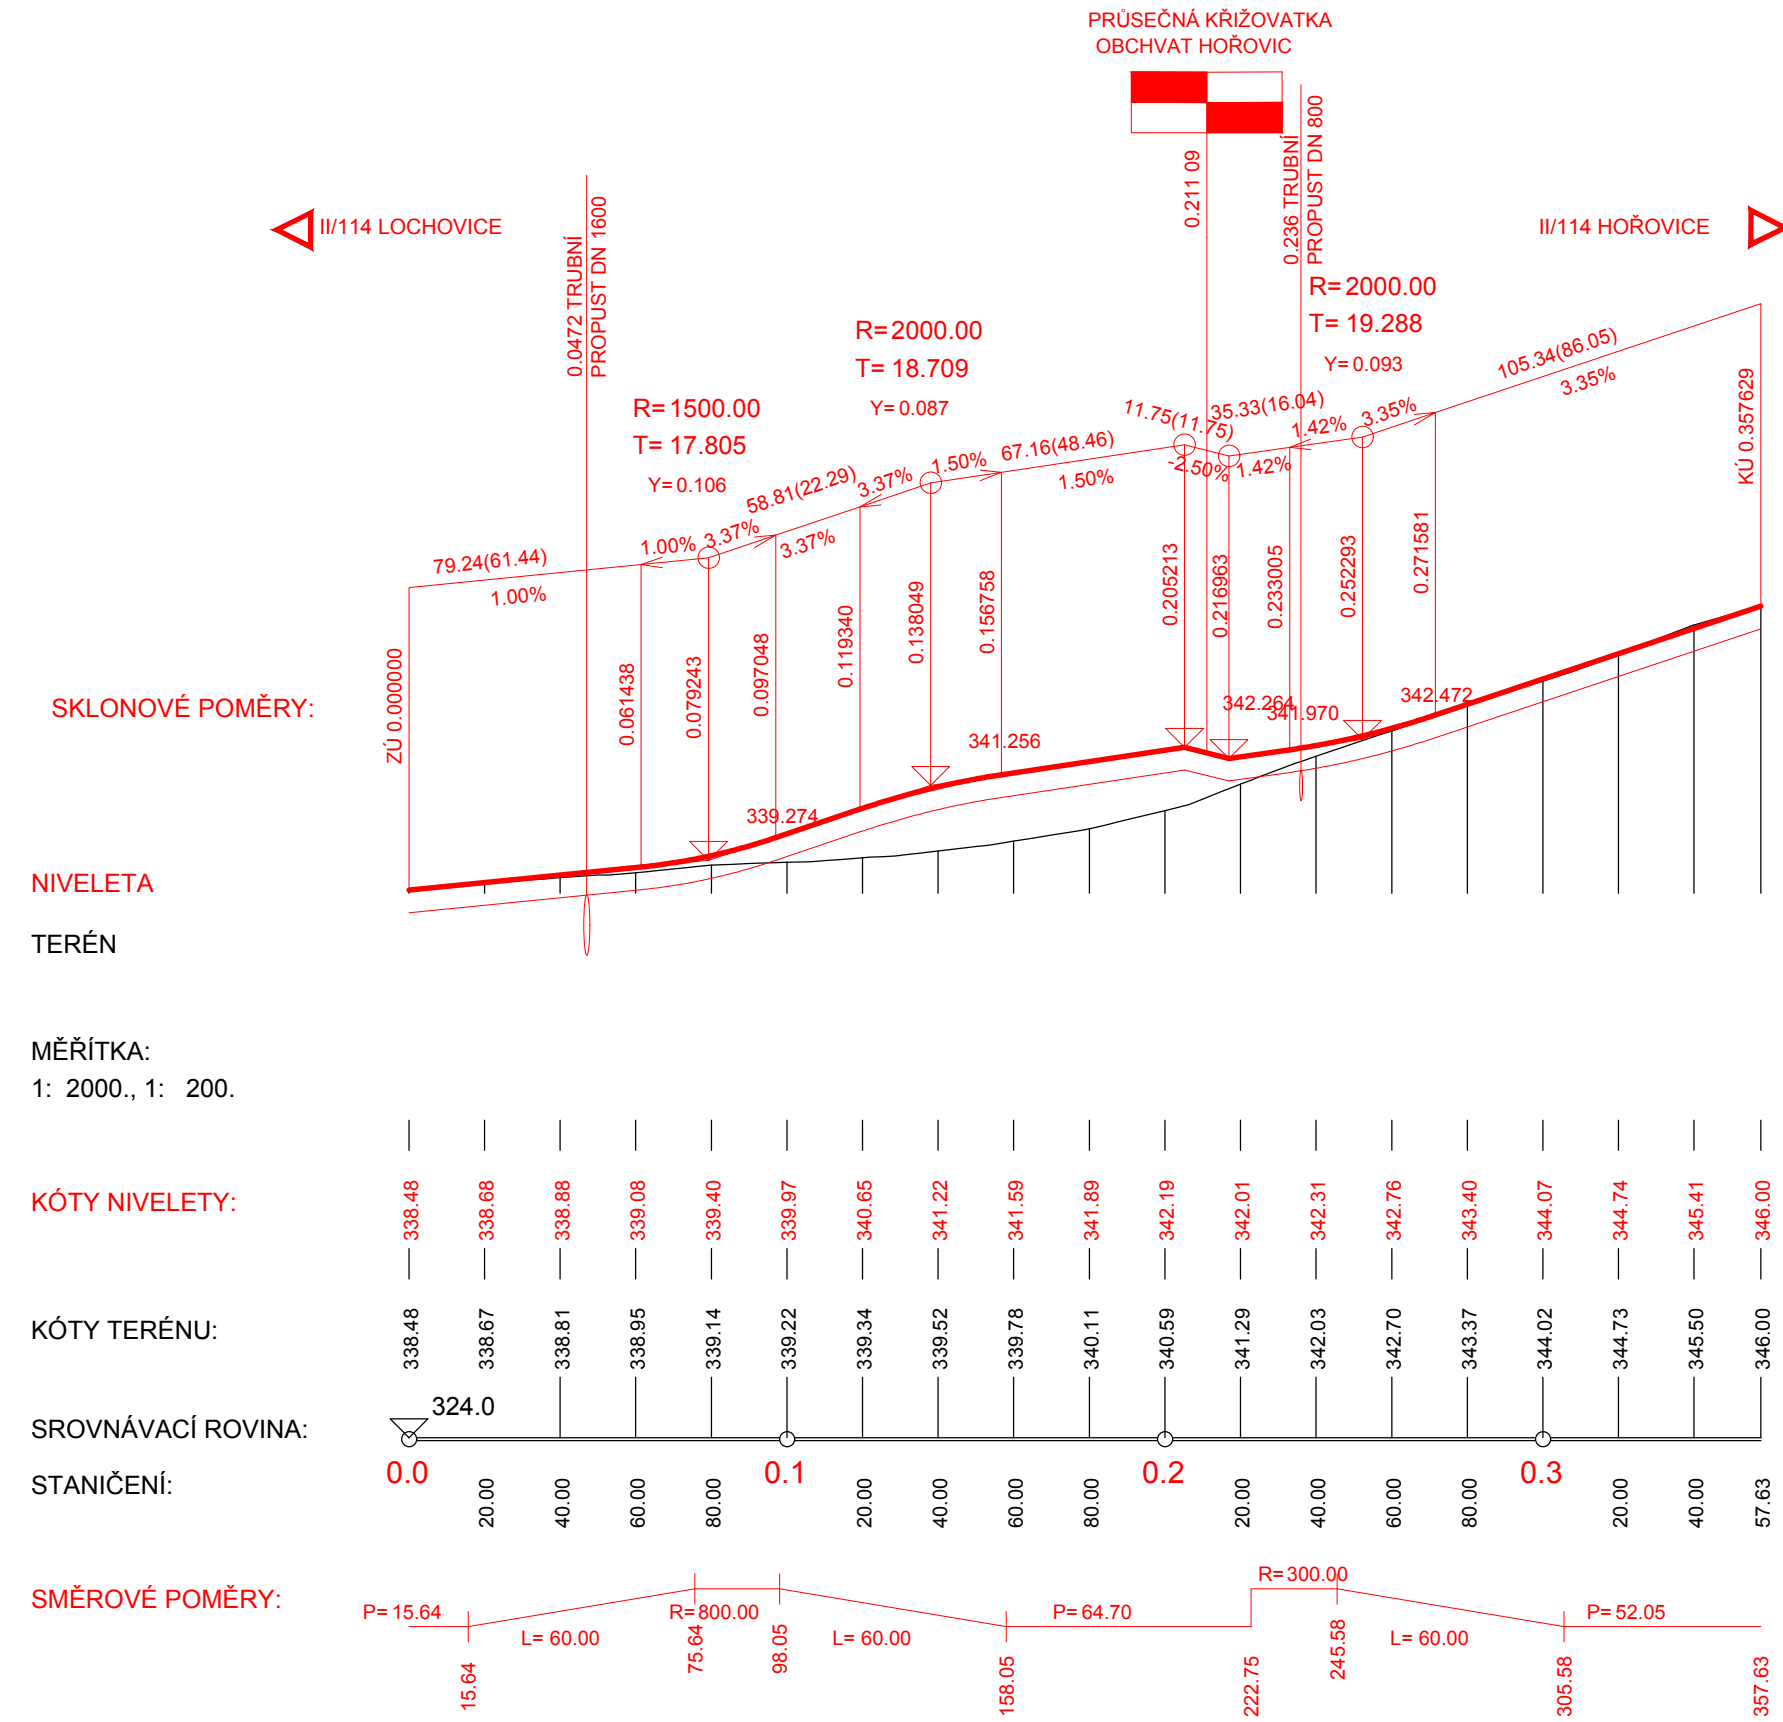 PRŮSEČNÁ KŘIŽOVATKA
OBCHVAT HOŘOVIC
0.211 09
0.236 TRUBNÍ
PROPUST DN 800
0.0472 TRUBNÍ
PROPUST DN 1600
II/114 LOCHOVICE
II/114 HOŘOVICE
R=1500.00
T= 17.805
Y=0.106
R=2000.00
T= 18.709
Y=0.087
R=2000.00
T= 19.288
Y=0.093
79.24(61.44)
1.00%
1.00%
3.37%
58.81(22.29)
3.37%
3.37%
1.50%
67.16(48.46)
1.50%
11.75(11.75)
-2.50%
35.33(16.04)
1.42%
1.42%
3.35%
105.34(86.05)
3.35%
SKLONOVÉ POMĚRY:
ZÚ 0.000000
0.061438
0.079243
0.097048
0.119340
0.138049
0.156758
0.205213
0.216963
0.233005
0.252293
0.271581
KÚ 0.357629
339.274
341.256
342.264
341.970
342.472
NIVELETA
TERÉN
MĚŘÍTKA:
1: 2000., 1: 200.
KÓTY NIVELETY:
338.48 338.68 338.88 339.08 339.40 339.97 340.65 341.22 341.59 341.89 342.19 342.01 342.31 342.76 343.40 344.07 344.74 345.41 346.00
KÓTY TERÉNU:
338.48 338.67 338.81 338.95 339.14 339.22 339.34 339.52 339.78 340.11 340.59 341.29 342.03 342.70 343.37 344.02 344.73 345.50 346.00
SROVNÁVACÍ ROVINA:
324.0
STANIČENÍ:
0.0 20.00 40.00 60.00 80.00 0.1 20.00 40.00 60.00 80.00 0.2 20.00 40.00 60.00 80.00 0.3 20.00 40.00 57.63
SMĚROVÉ POMĚRY:
P=15.64
L= 60.00
R=800.00
L= 60.00
P=64.70
R=300.00
L= 60.00
P=52.05
15.64 75.64 98.05 158.05 222.75 245.58 305.58 357.63